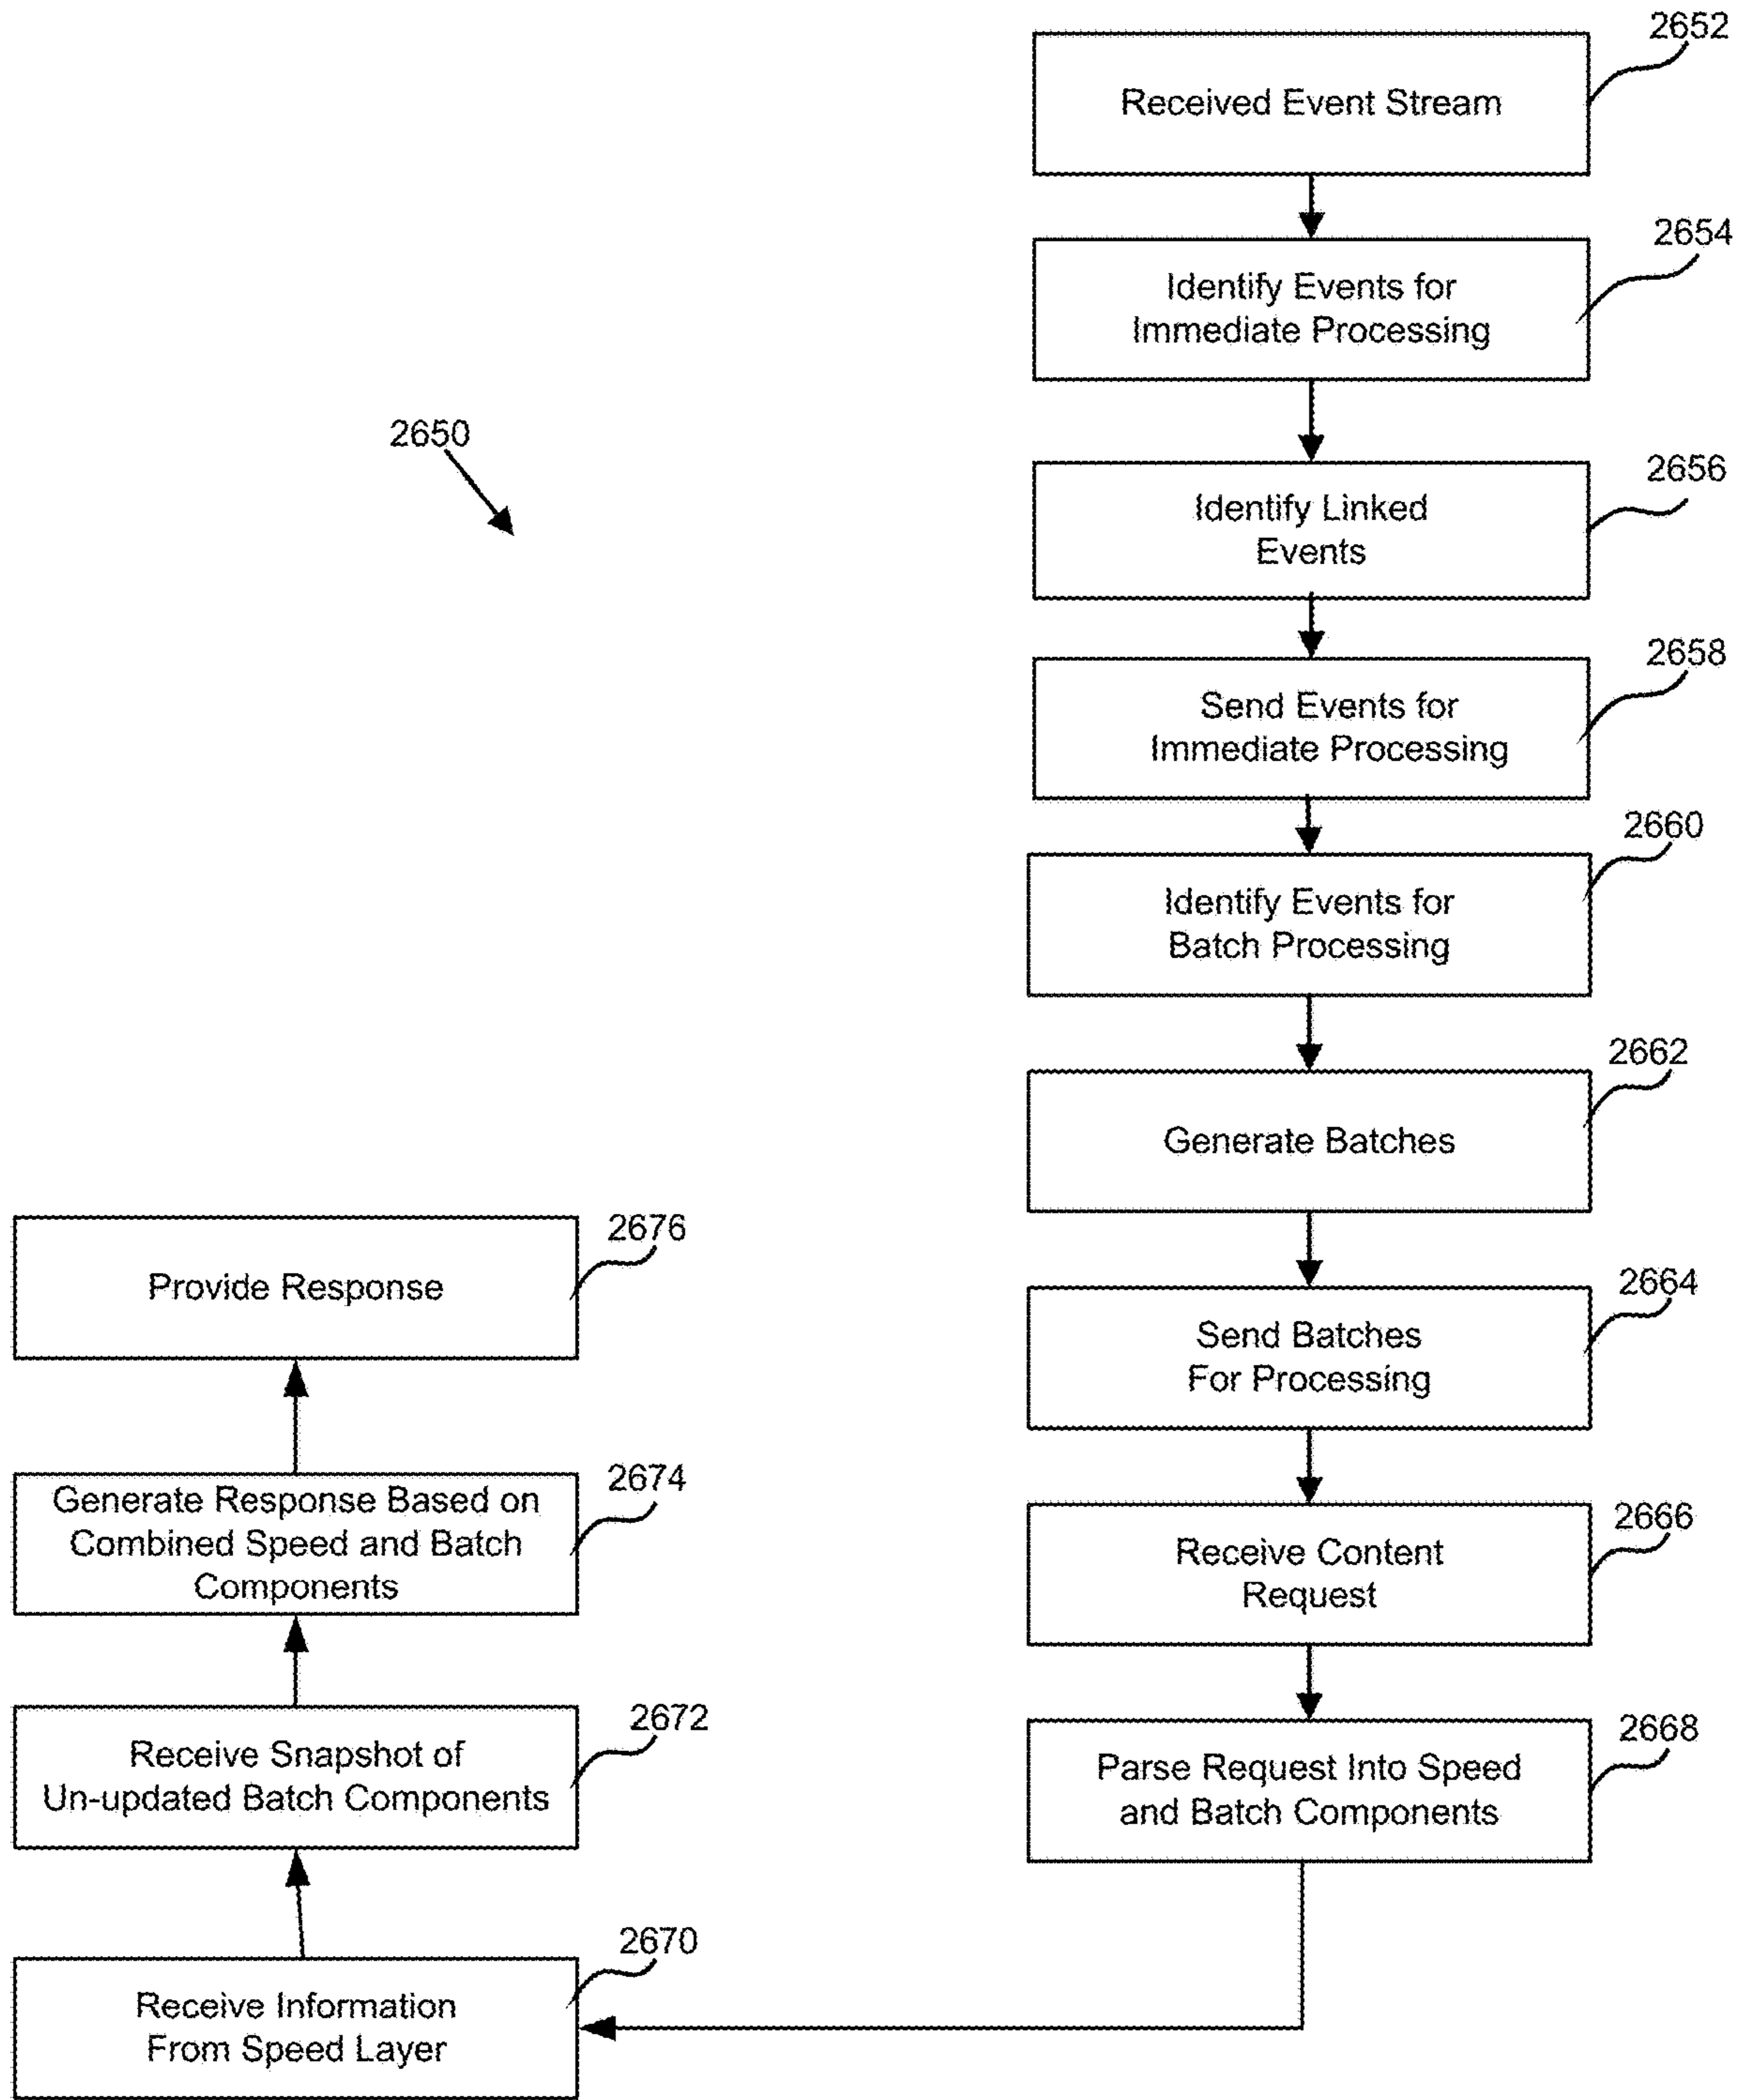 2652
Received Event Stream
2654
Identify Events for
Immediate Processing
2650
2656
Identify Linked
Events
2658
Send Events for
Immediate Processing
2660
Identify Events for
Batch Processing
2662
Generate Batches
2664
Send Batches
For Processing
2666
Receive Content
Request
2668
Parse Request Into Speed
and Batch Components
2670
Receive Information
From Speed Layer
2672
Receive Snapshot of
Un-updated Batch Components
2674
Generate Response Based on
Combined Speed and Batch
Components
2676
Provide Response